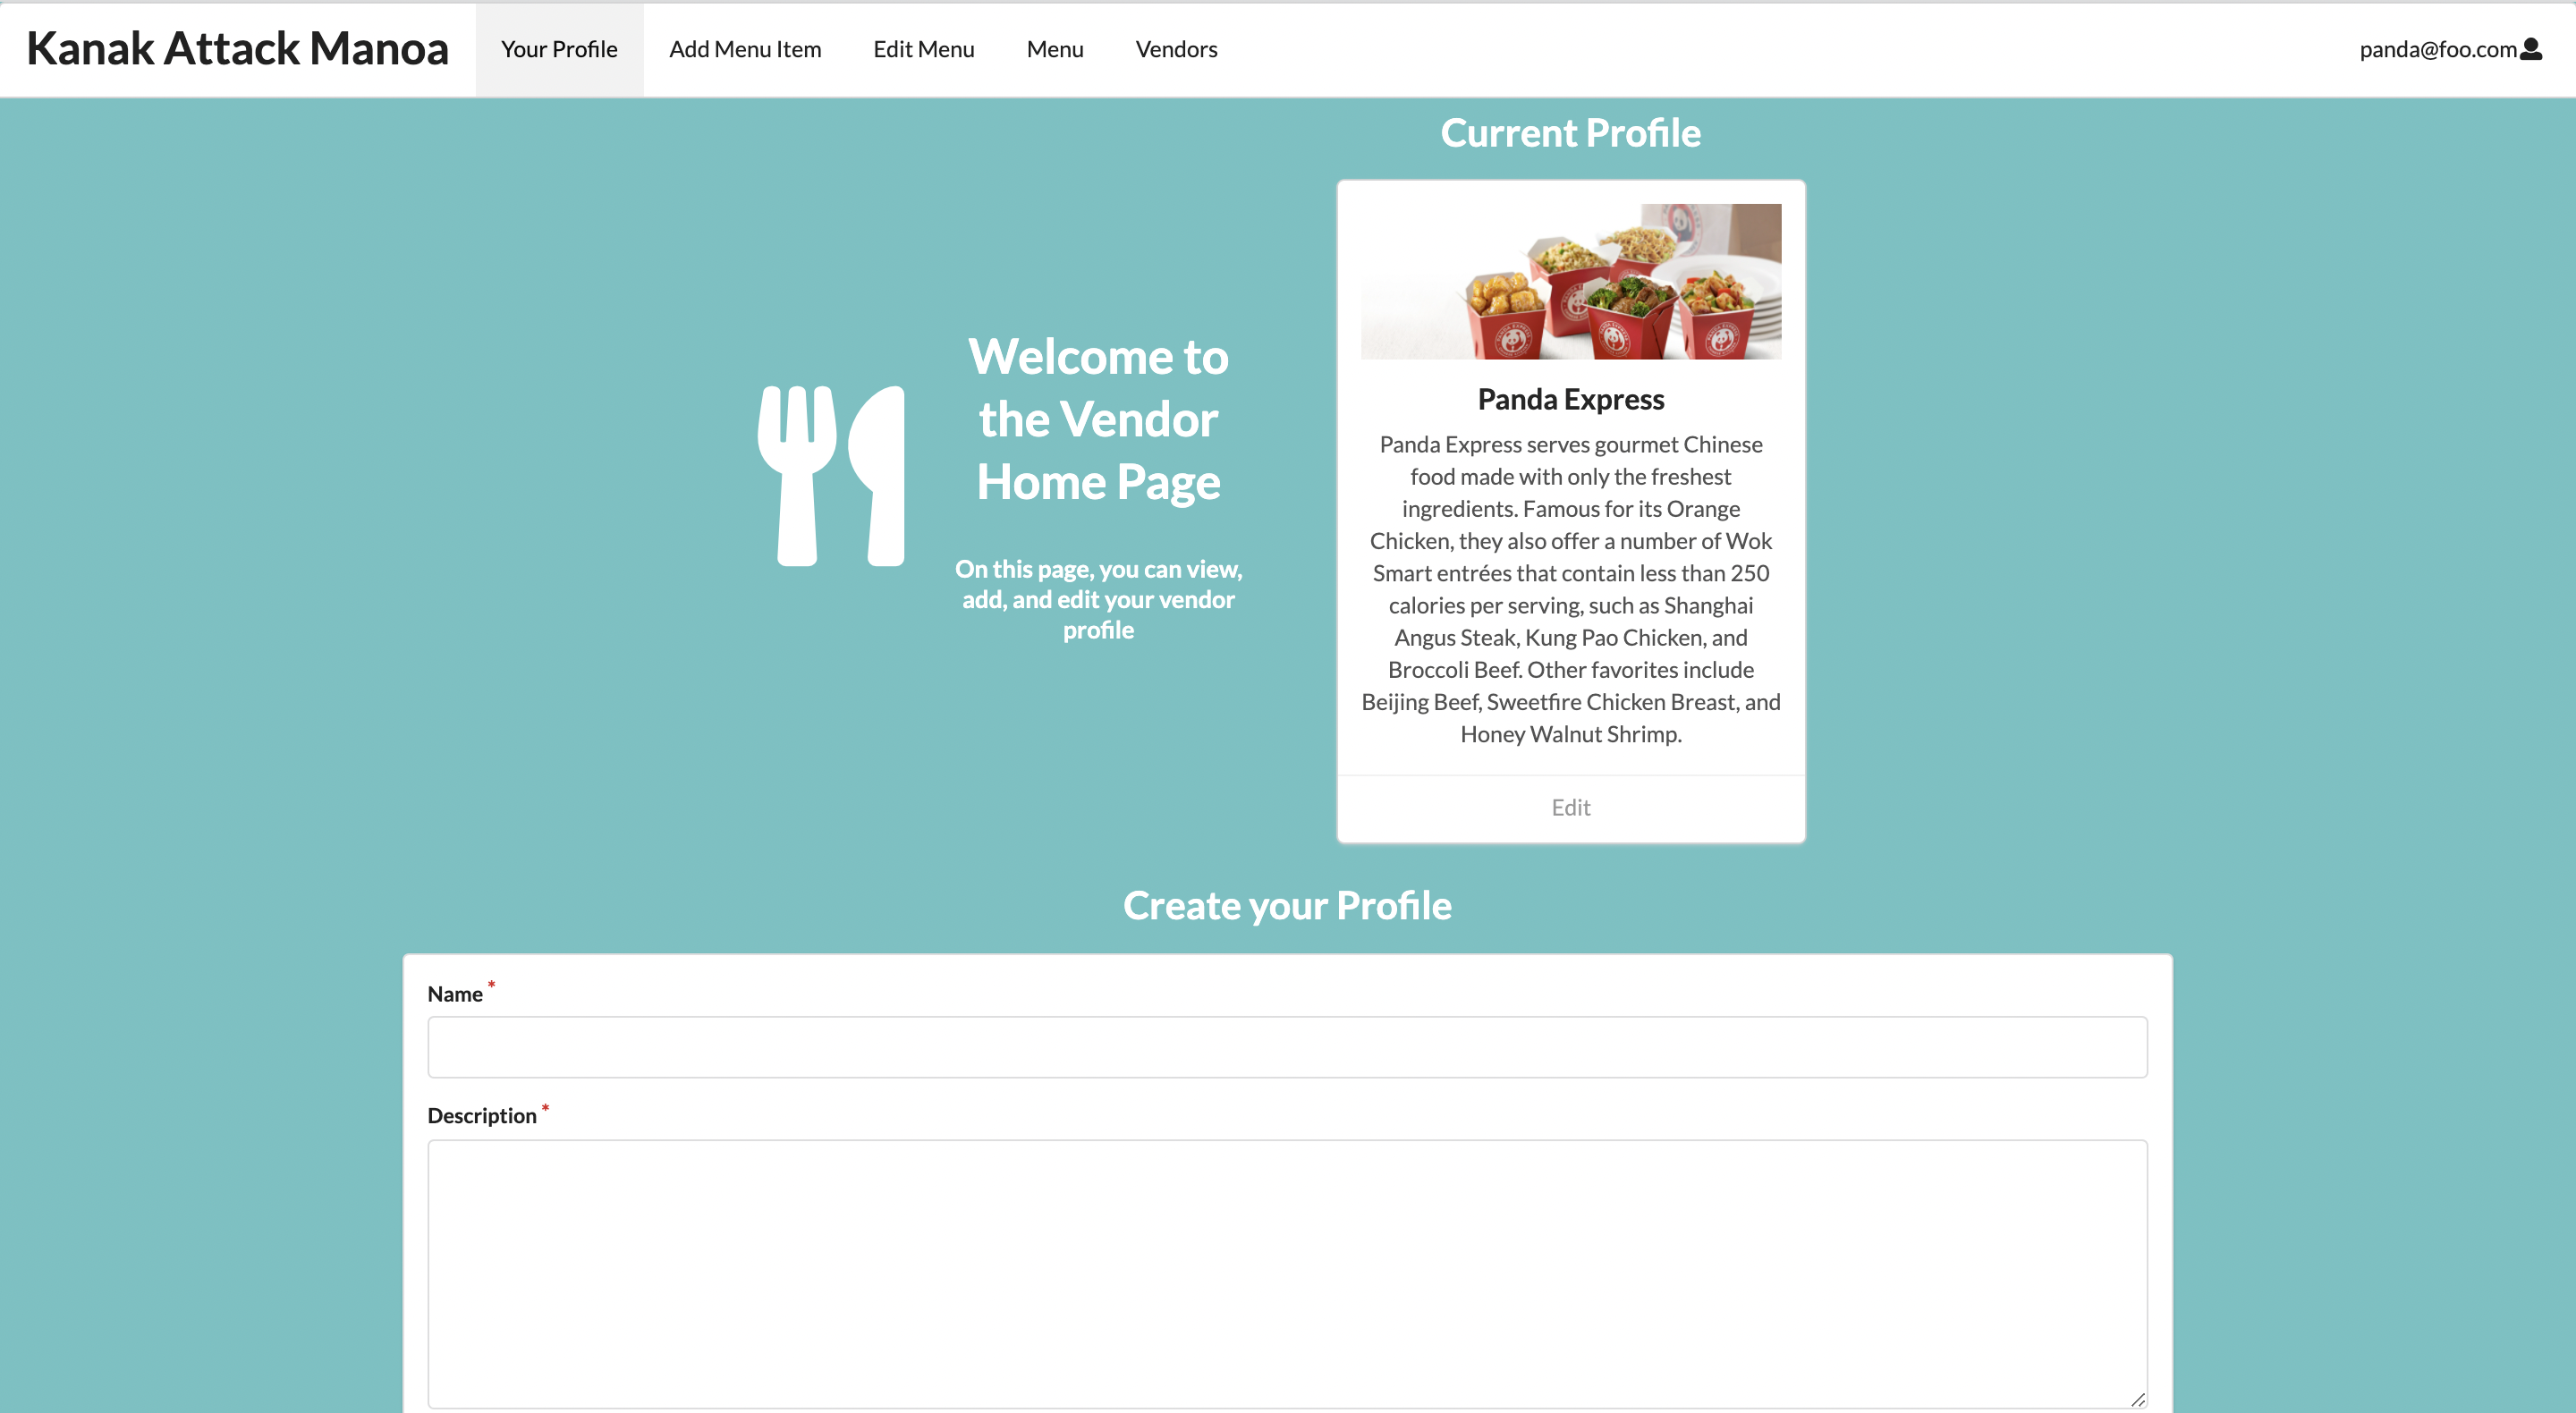 Kanak Attack Manoa
Your Profile
Add Menu Item
Edit Menu
Menu
Vendors
panda@foo.com
Welcome to
the Vendor
Home Page
On this page, you can view,
add, and edit your vendor
profile
Current Profile
Panda Express
Panda Express serves gourmet Chinese
food made with only the freshest
ingredients. Famous for its Orange
Chicken, they also offer a number of Wok
Smart entrées that contain less than 250
calories per serving, such as Shanghai
Angus Steak, Kung Pao Chicken, and
Broccoli Beef. Other favorites include
Beijing Beef, Sweetfire Chicken Breast, and
Honey Walnut Shrimp.
Edit
Create your Profile
Name *
Description *